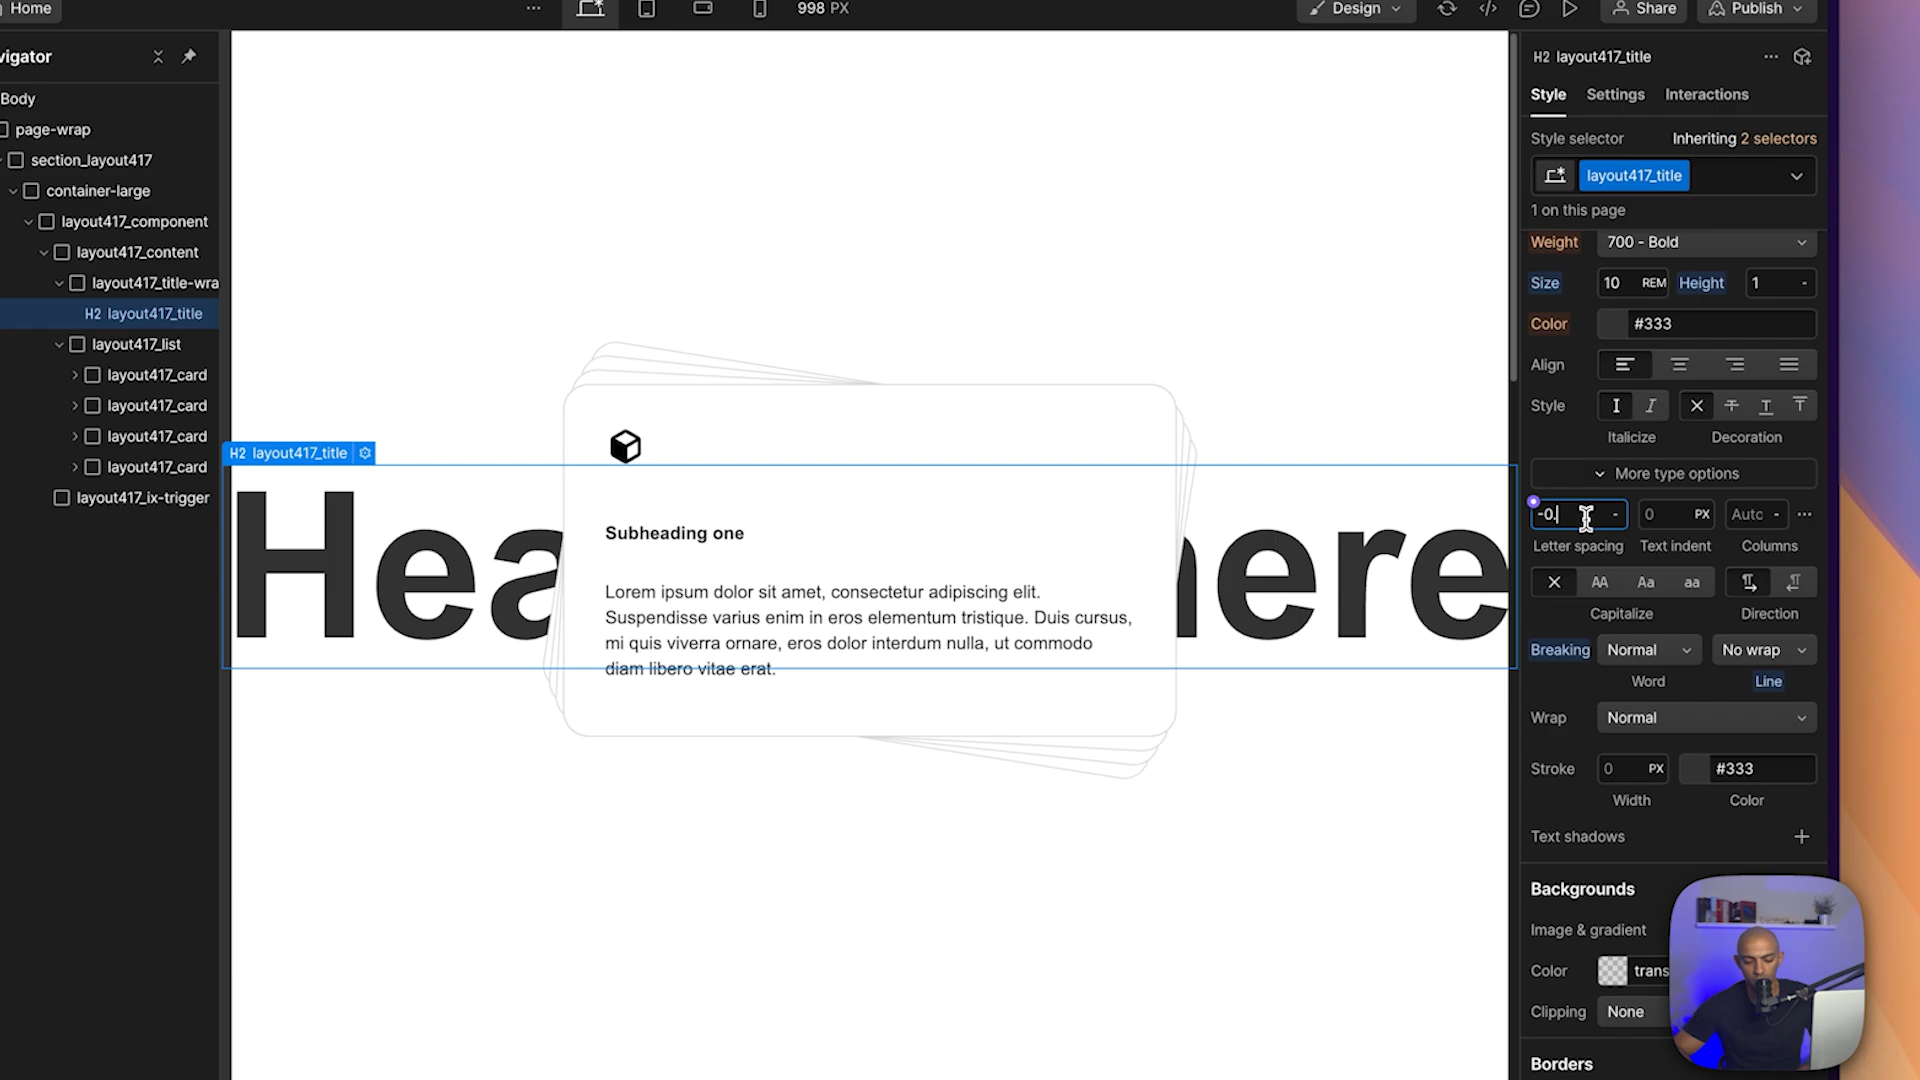 Home
998 PX
Design
Share
Publish
vigator
Body
page-wrap
section_layout417
container-large
layout417_component
layout417_content
layout417_title-wra
H2 layout417_title
layout417_list
layout417_card
layout417_card
layout417_card
layout417_card
layout417_ix-trigger
H2 layout417_title
Hea
here
Subheading one
Lorem ipsum dolor sit amet, consectetur adipiscing elit.
Suspendisse varius enim in eros elementum tristique. Duis cursus,
mi quis viverra ornare, eros dolor interdum nulla, ut commodo
diam libero vitae erat.
H2 layout417_title
Style Settings Interactions
Style selector Inheriting 2 selectors
layout417_title
1 on this page
Weight 700 - Bold
Size 10 REM Height 1 -
Color #333
Align
Style
Italicize Decoration
More type options
-0. - 0 PX Auto -
Letter spacing Text indent Columns
AA Aa aa
Capitalize Direction
Breaking Normal No wrap
Word Line
Wrap Normal
Stroke 0 PX #333
Width Color
Text shadows
Backgrounds
Image & gradient
Color trans
Clipping None
Borders